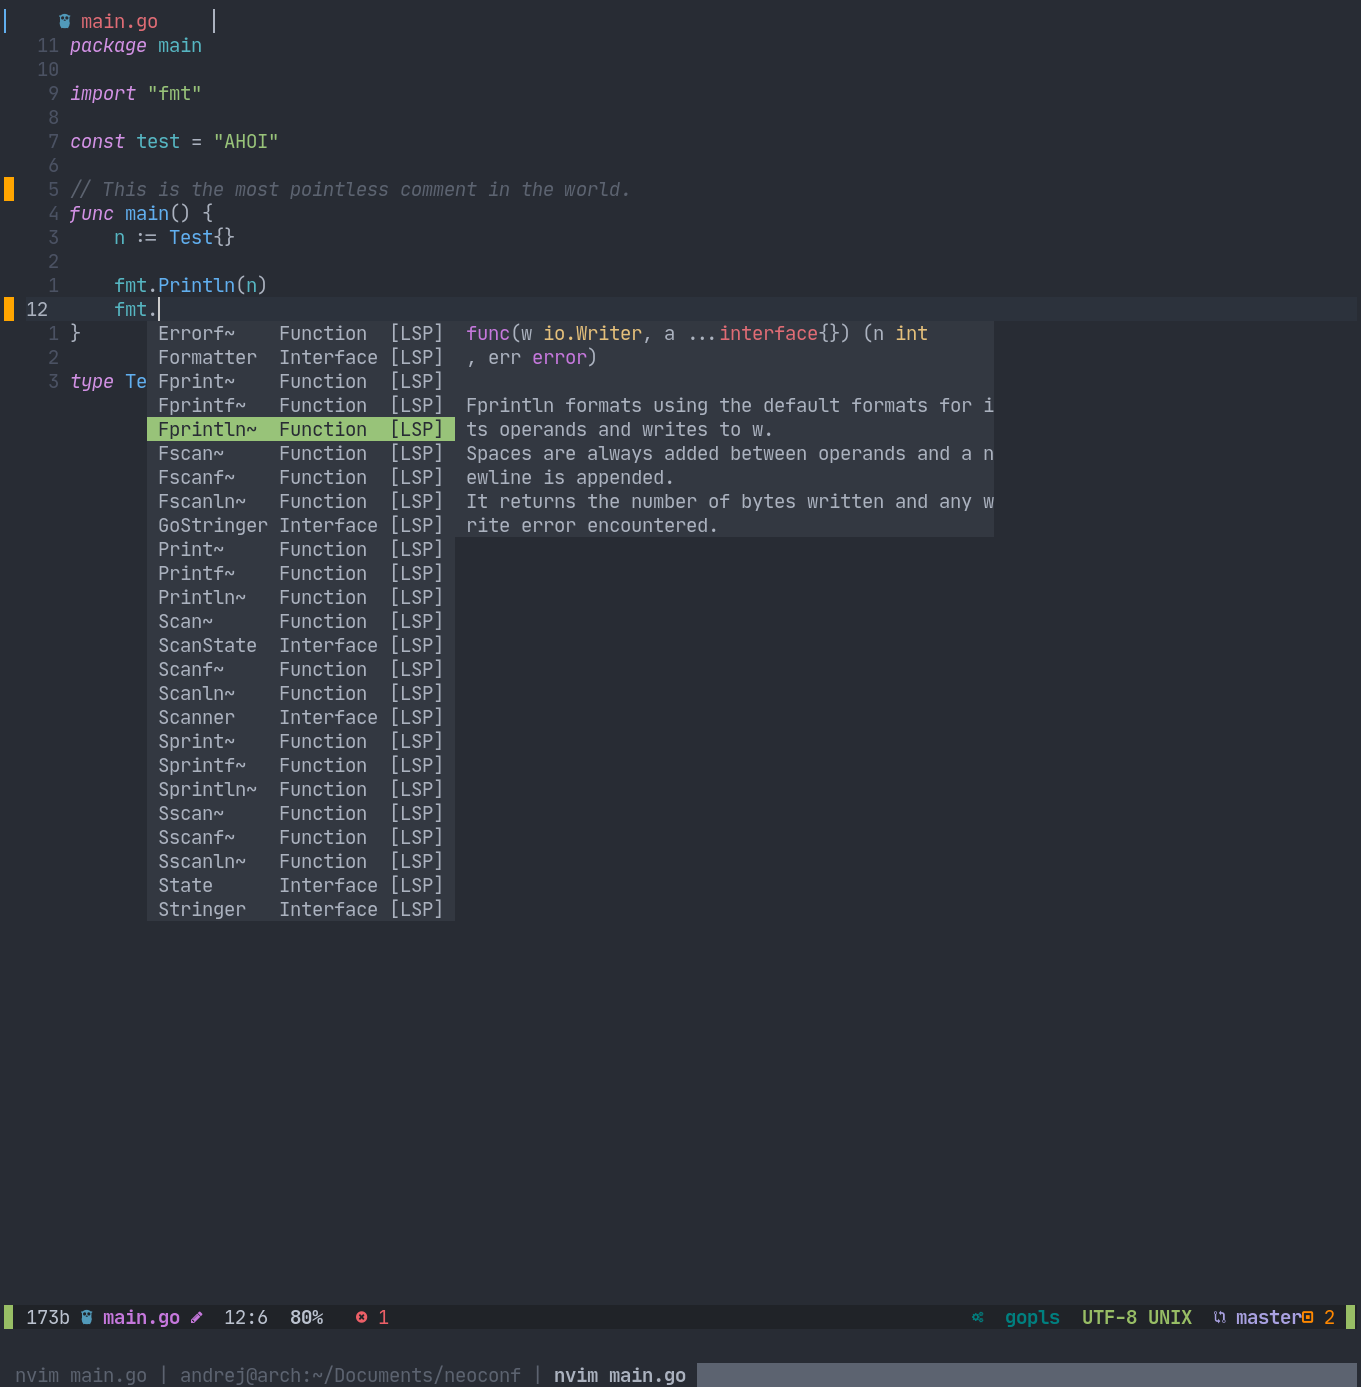 main.go
11 package main
10
9 import "fmt"
8
7 const test = "AHOI"
6
5 // This is the most pointless comment in the world.
4 func main() {
3 n := Test{}
2
1 fmt.Println(n)
12 fmt.
1 }
2
3 type Te
Errorf~ Function [LSP]
Formatter Interface [LSP]
Fprint~ Function [LSP]
Fprintf~ Function [LSP]
Fprintln~ Function [LSP]
Fscan~ Function [LSP]
Fscanf~ Function [LSP]
Fscanln~ Function [LSP]
GoStringer Interface [LSP]
Print~ Function [LSP]
Printf~ Function [LSP]
Println~ Function [LSP]
Scan~ Function [LSP]
ScanState Interface [LSP]
Scanf~ Function [LSP]
Scanln~ Function [LSP]
Scanner Interface [LSP]
Sprint~ Function [LSP]
Sprintf~ Function [LSP]
Sprintln~ Function [LSP]
Sscan~ Function [LSP]
Sscanf~ Function [LSP]
Sscanln~ Function [LSP]
State Interface [LSP]
Stringer Interface [LSP]
func(w io.Writer, a ...interface{}) (n int
, err error)
Fprintln formats using the default formats for i
ts operands and writes to w.
Spaces are always added between operands and a n
ewline is appended.
It returns the number of bytes written and any w
rite error encountered.
173b main.go 12:6 80% 1 gopls UTF-8 UNIX master 2
nvim main.go | andrej@arch:~/Documents/neoconf | nvim main.go